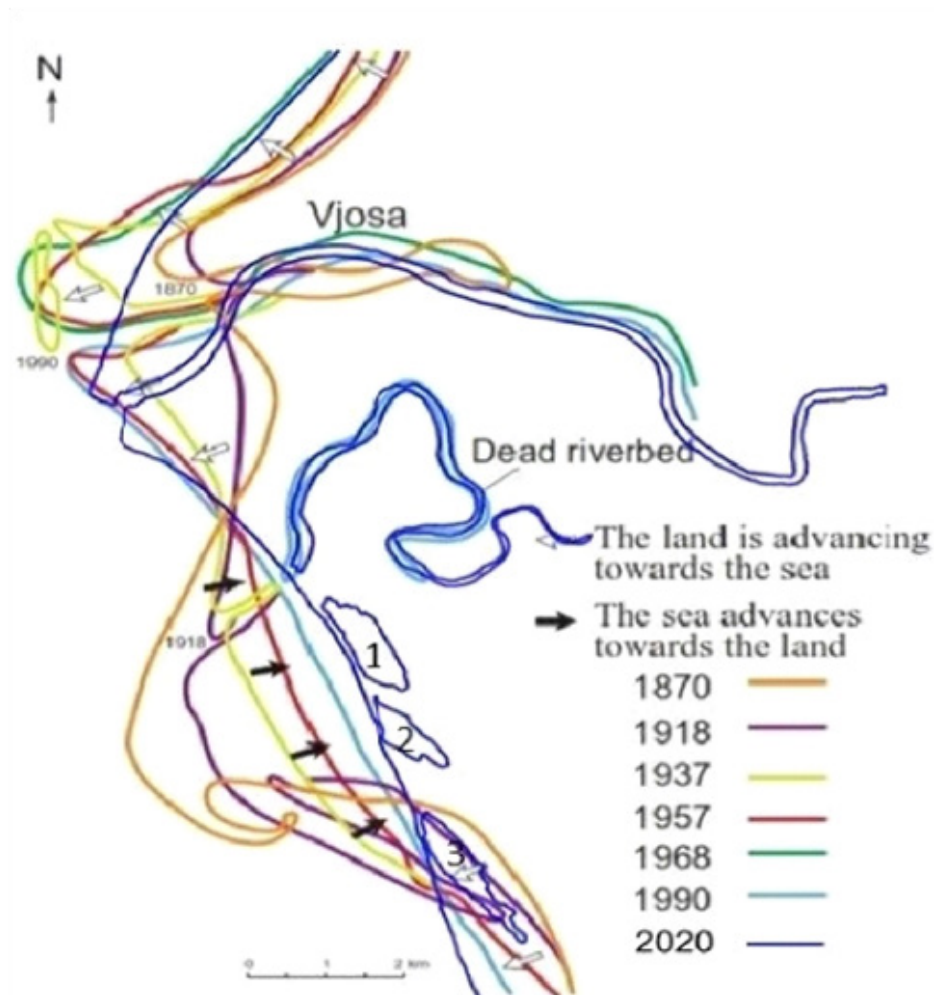 N
Vjosa
1870
1990
Dead riverbed
The land is advancing
towards the sea
The sea advances
towards the land
1918
1
2
3
1870
1918
1937
1957
1968
1990
2020
0 1 2 km